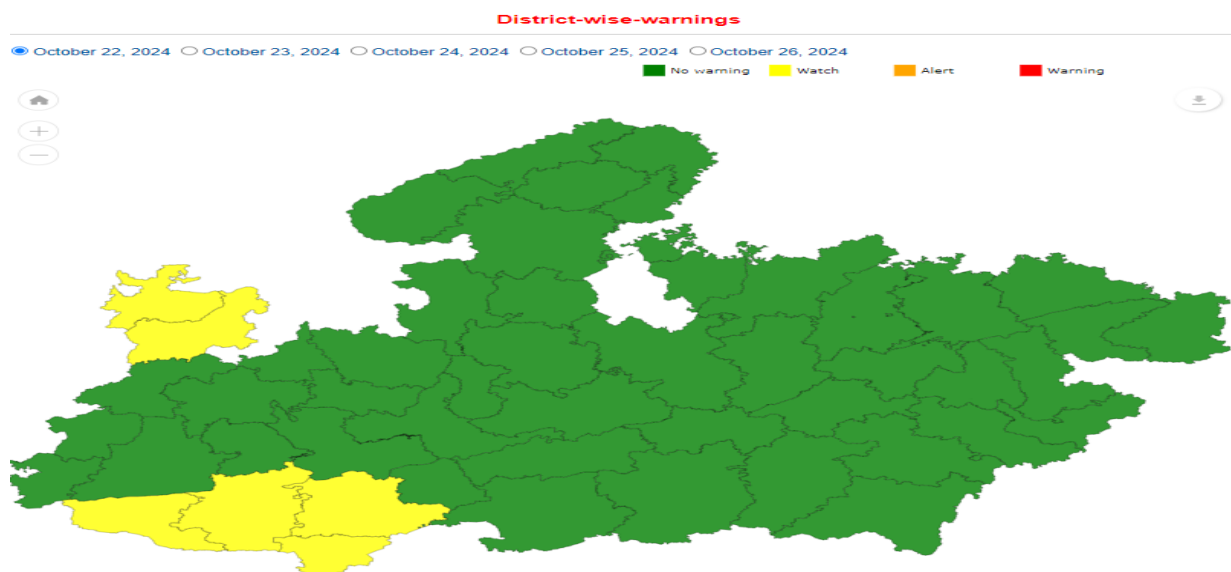 District-wise-warnings
October 22, 2024 October 23, 2024 October 24, 2024 October 25, 2024 October 26, 2024
No warning Watch Alert Warning